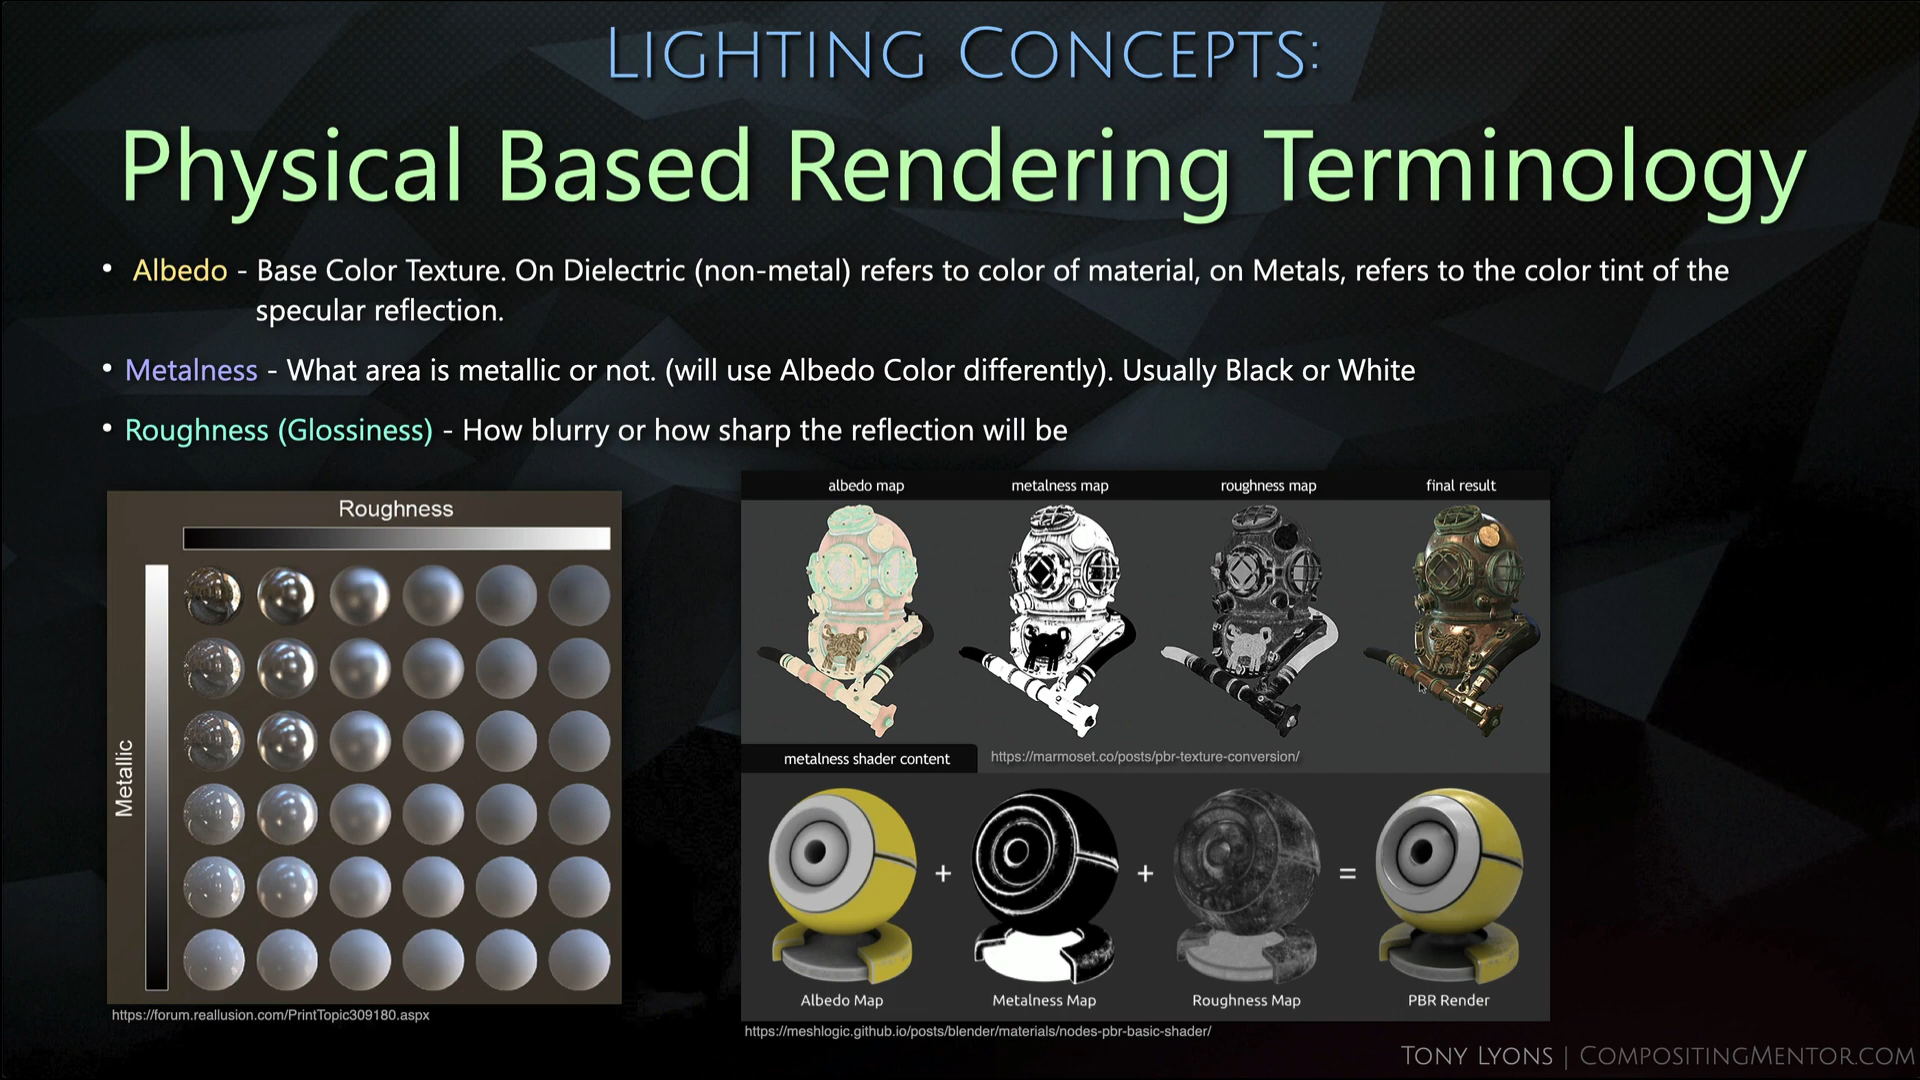 Lighting Concepts:
Physical Based Rendering Terminology
• Albedo - Base Color Texture. On Dielectric (non-metal) refers to color of material, on Metals, refers to the color tint of the
specular reflection.
• Metalness - What area is metallic or not. (will use Albedo Color differently). Usually Black or White
• Roughness (Glossiness) - How blurry or how sharp the reflection will be
Roughness
Metallic
https://forum.reallusion.com/PrintTopic309180.aspx
albedo map metalness map roughness map final result
metalness shader content https://marmoset.co/posts/pbr-texture-conversion/
+ + =
Albedo Map Metalness Map Roughness Map PBR Render
https://meshlogic.github.io/posts/blender/materials/nodes-pbr-basic-shader/
Tony Lyons | CompositingMentor.com